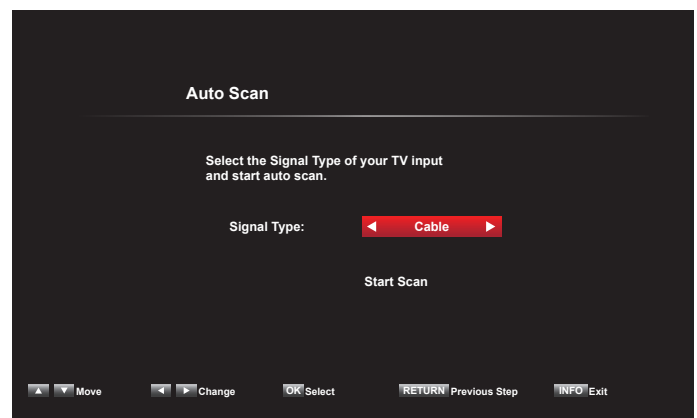 Auto Scan
Select the Signal Type of your TV input
and start auto scan.
Signal Type: Cable
Start Scan
Move Change OK Select RETURN Previous Step INFO Exit